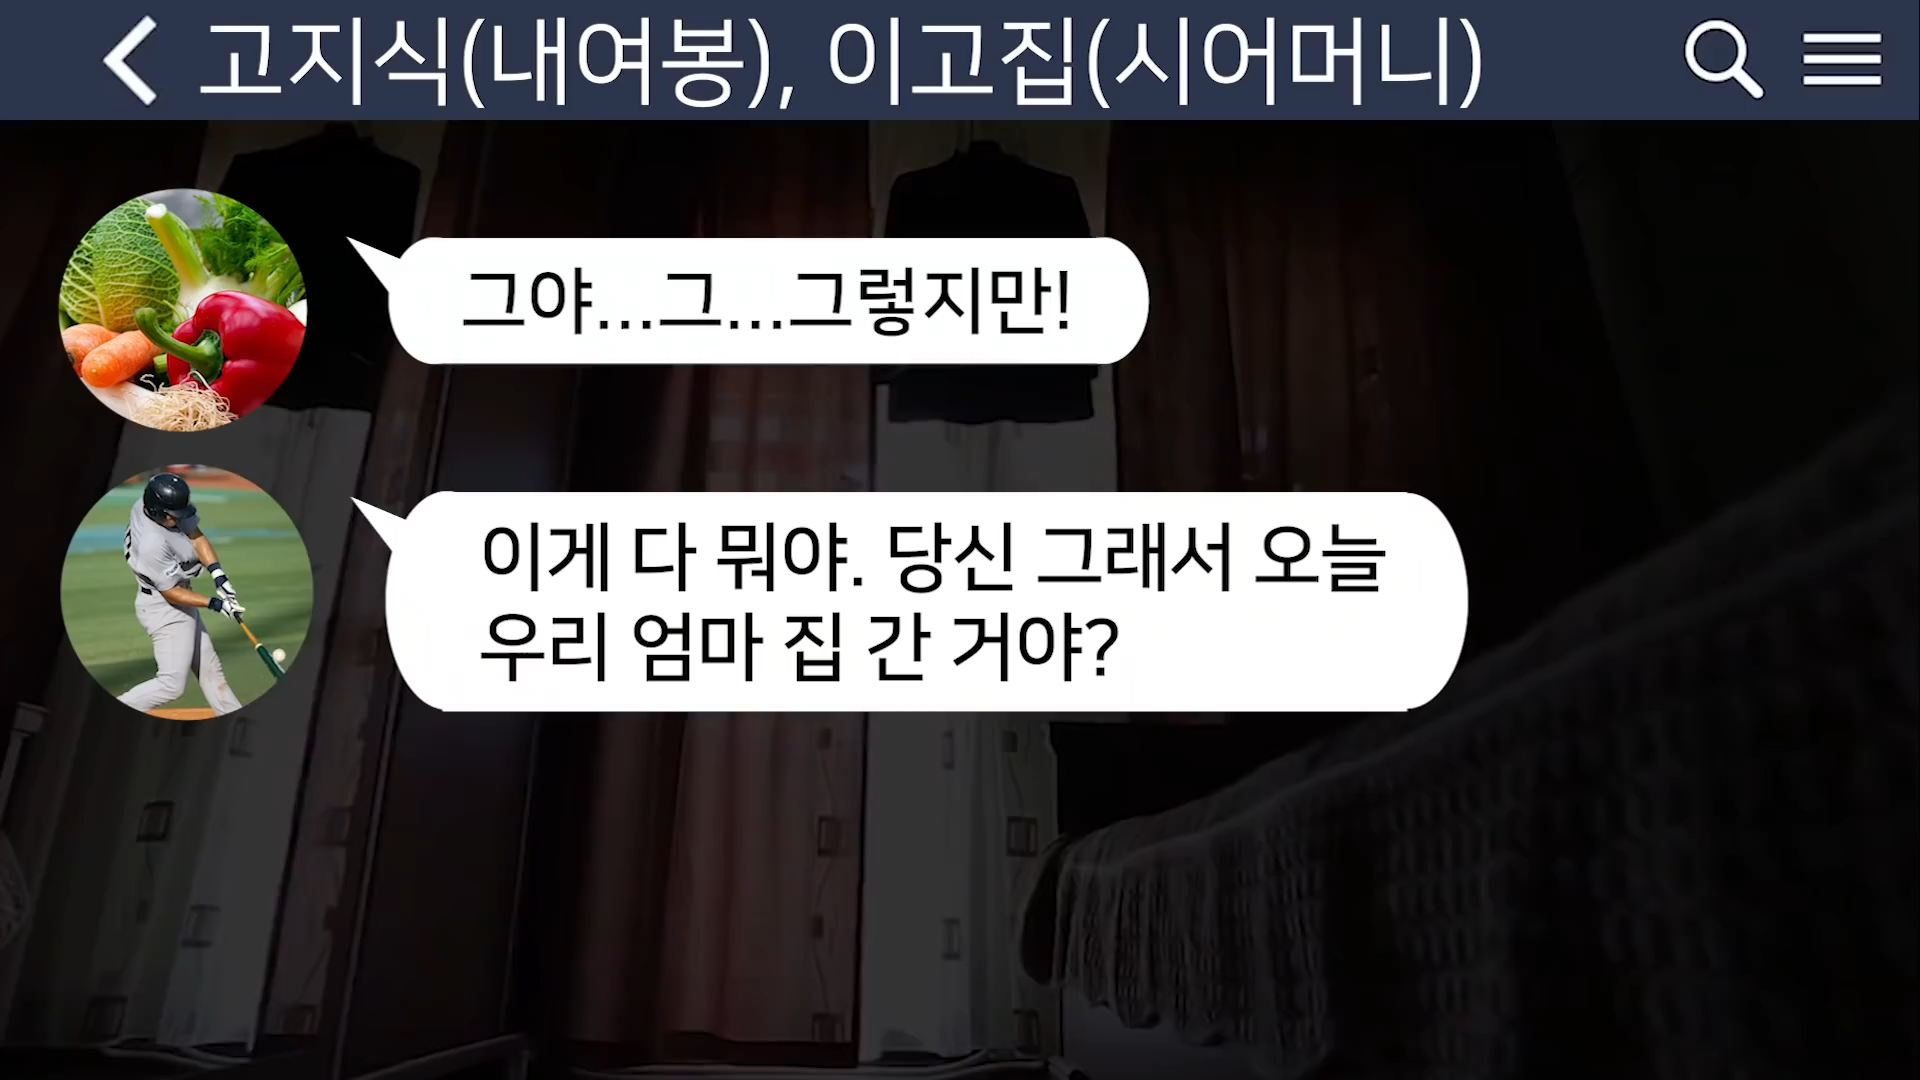 고지식(내여봉), 이고집(시어머니)
그야...그...그렇지만!
이게 다 뭐야. 당신 그래서 오늘
우리 엄마 집 간 거야?